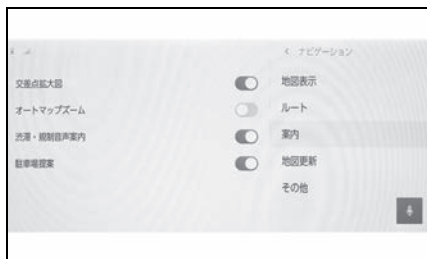 < ナビゲーション
交差点拡大図
オートマップズーム
渋滞・規制音声案内
駐車場提案
地図表示
ルート
案内
地図更新
その他